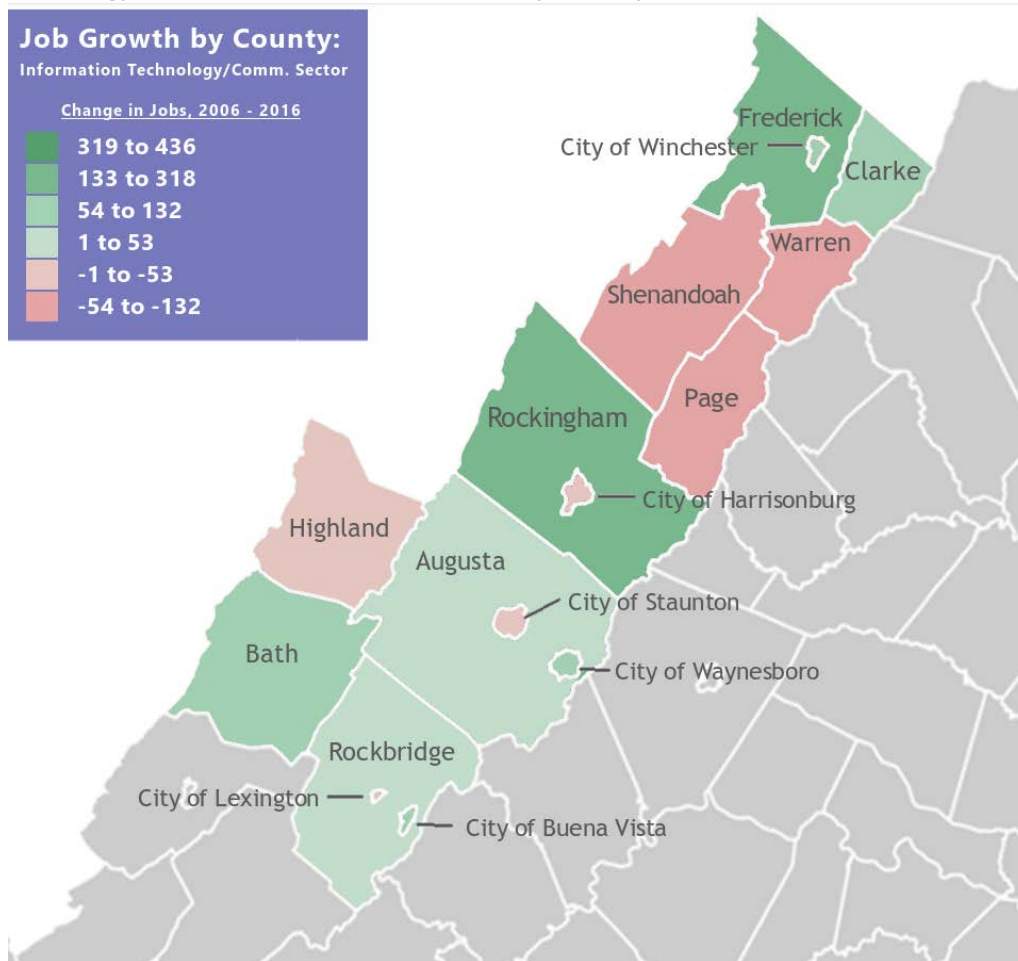 Job Growth by County:
Information Technology/Comm. Sector
Change in Jobs, 2006 - 2016
319 to 436
133 to 318
54 to 132
1 to 53
-1 to -53
-54 to -132
Frederick
City of Winchester
Clarke
Warren
Shenandoah
Page
Rockingham
City of Harrisonburg
Highland
Augusta
City of Staunton
Bath
City of Waynesboro
Rockbridge
City of Lexington
City of Buena Vista